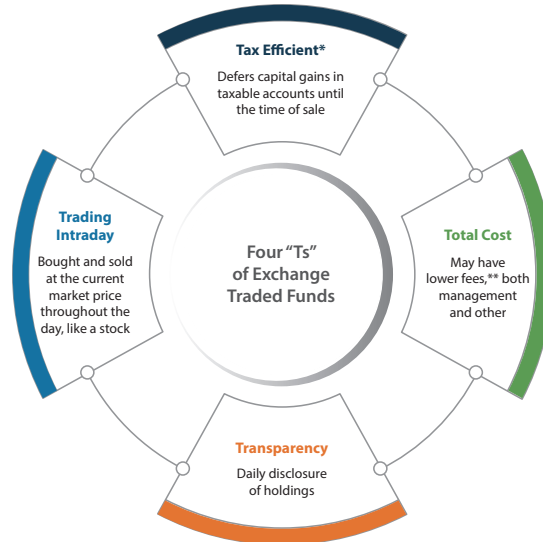 Tax Efficient*
Defers capital gains in
taxable accounts until
the time of sale
Trading
Intraday
Bought and sold
at the current
market price
throughout the
day, like a stock
Four “Ts”
of Exchange
Traded Funds
Total Cost
May have
lower fees,** both
management
and other
Transparency
Daily disclosure
of holdings